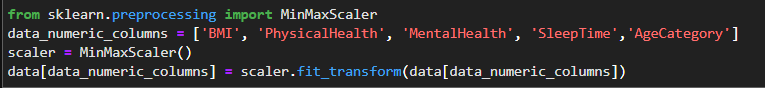 from sklearn.preprocessing import MinMaxScaler
data_numeric_columns = ['BMI', 'PhysicalHealth', 'MentalHealth', 'SleepTime','AgeCategory']
scaler = MinMaxScaler()
data[data_numeric_columns] = scaler.fit_transform(data[data_numeric_columns])